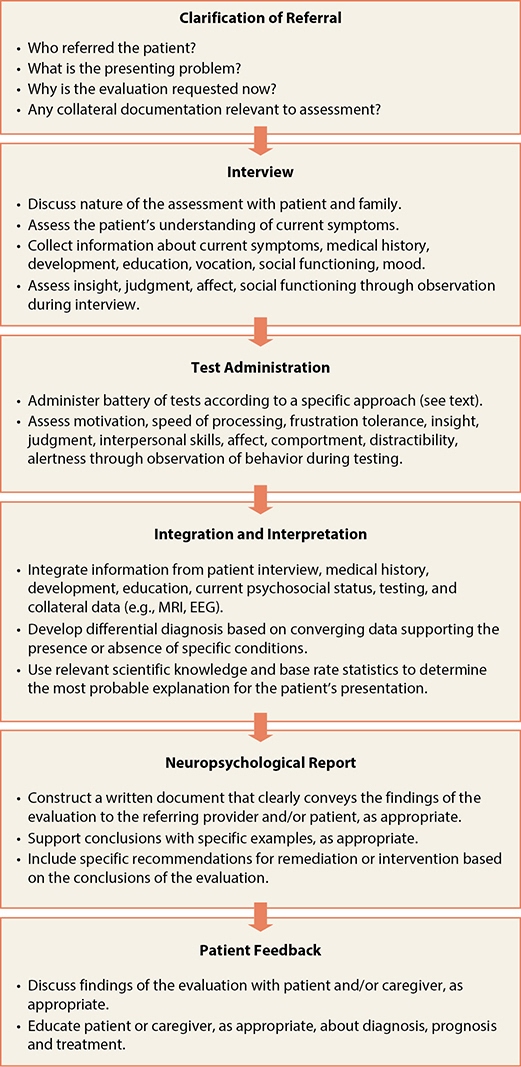 Clarification of Referral
• Who referred the patient?
• What is the presenting problem?
• Why is the evaluation requested now?
• Any collateral documentation relevant to assessment?
Interview
• Discuss nature of the assessment with patient and family.
• Assess the patient’s understanding of current symptoms.
• Collect information about current symptoms, medical history,
development, education, vocation, social functioning, mood.
• Assess insight, judgment, affect, social functioning through observation
during interview.
Test Administration
• Administer battery of tests according to a specific approach (see text).
• Assess motivation, speed of processing, frustration tolerance, insight,
judgment, interpersonal skills, affect, comportment, distractibility,
alertness through observation of behavior during testing.
Integration and Interpretation
• Integrate information from patient interview, medical history,
development, education, current psychosocial status, testing, and
collateral data (e.g., MRI, EEG).
• Develop differential diagnosis based on converging data supporting the
presence or absence of specific conditions.
• Use relevant scientific knowledge and base rate statistics to determine
the most probable explanation for the patient’s presentation.
Neuropsychological Report
• Construct a written document that clearly conveys the findings of the
evaluation to the referring provider and/or patient, as appropriate.
• Support conclusions with specific examples, as appropriate.
• Include specific recommendations for remediation or intervention based
on the conclusions of the evaluation.
Patient Feedback
• Discuss findings of the evaluation with patient and/or caregiver, as
appropriate.
• Educate patient or caregiver, as appropriate, about diagnosis, prognosis
and treatment.